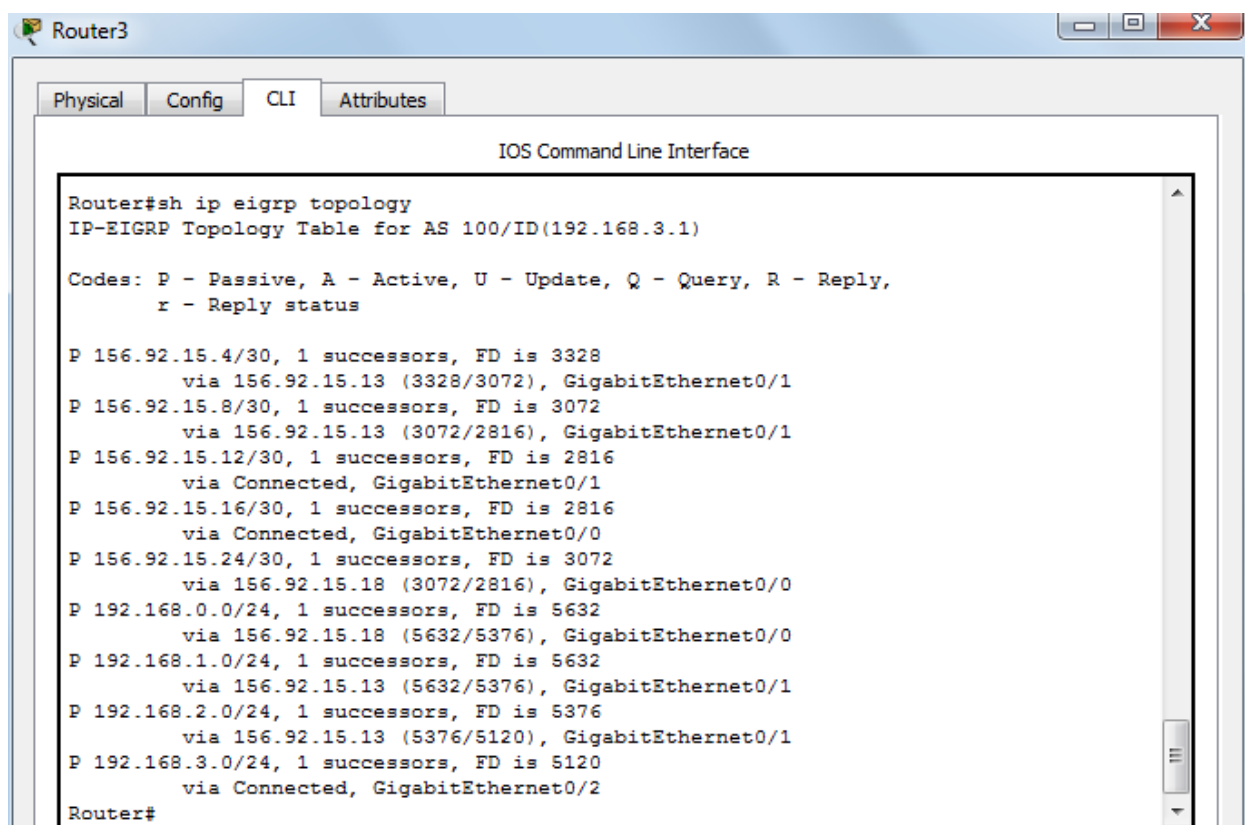 Router3
Physical Config CLI Attributes
IOS Command Line Interface
Router#sh ip eigrp topology
IP-EIGRP Topology Table for AS 100/ID(192.168.3.1)
Codes: P - Passive, A - Active, U - Update, Q - Query, R - Reply,
r - Reply status
P 156.92.15.4/30, 1 successors, FD is 3328
via 156.92.15.13 (3328/3072), GigabitEthernet0/1
P 156.92.15.8/30, 1 successors, FD is 3072
via 156.92.15.13 (3072/2816), GigabitEthernet0/1
P 156.92.15.12/30, 1 successors, FD is 2816
via Connected, GigabitEthernet0/1
P 156.92.15.16/30, 1 successors, FD is 2816
via Connected, GigabitEthernet0/0
P 156.92.15.24/30, 1 successors, FD is 3072
via 156.92.15.18 (3072/2816), GigabitEthernet0/0
P 192.168.0.0/24, 1 successors, FD is 5632
via 156.92.15.18 (5632/5376), GigabitEthernet0/0
P 192.168.1.0/24, 1 successors, FD is 5632
via 156.92.15.13 (5632/5376), GigabitEthernet0/1
P 192.168.2.0/24, 1 successors, FD is 5376
via 156.92.15.13 (5376/5120), GigabitEthernet0/1
P 192.168.3.0/24, 1 successors, FD is 5120
via Connected, GigabitEthernet0/2
Router#